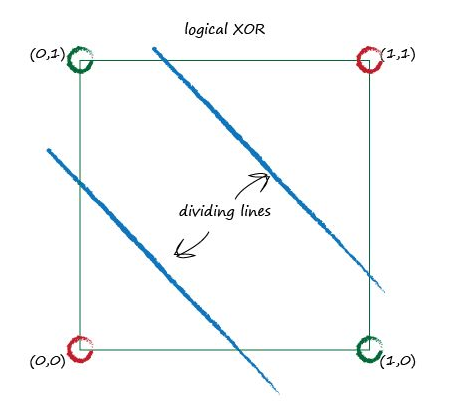 logical XOR
(0,1)
(1,1)
dividing lines
(0,0)
(1,0)